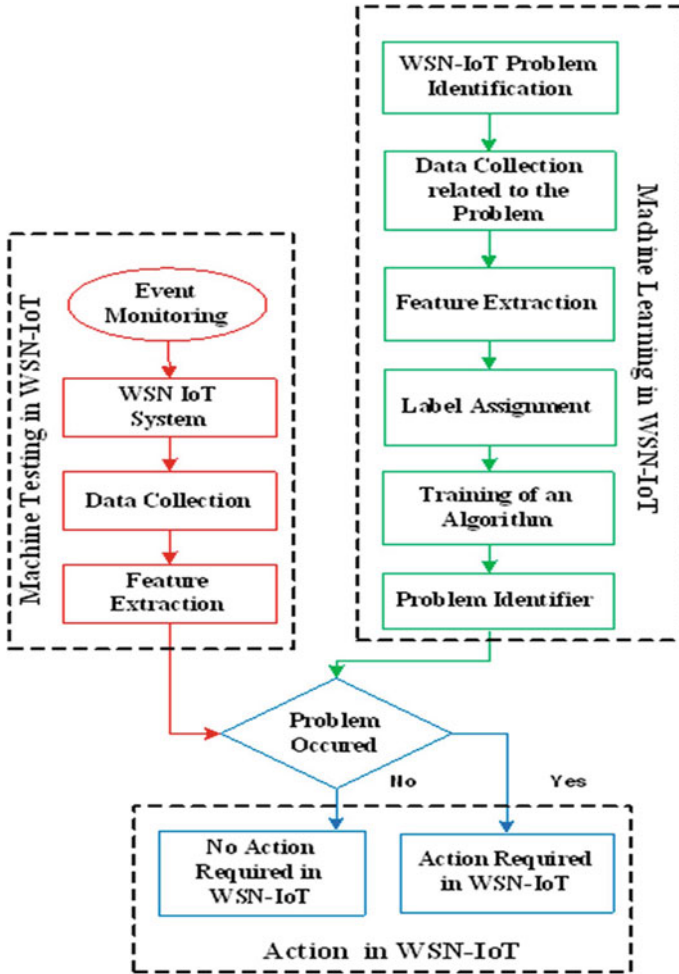 WSN-IoT Problem
Identification
Data Collection
related to the
Problem
Feature Extraction
Label Assignment
Training of an
Algorithm
Problem Identifier
Machine Learning in WSN-IoT
Event
Monitoring
WSN IoT
System
Data Collection
Feature
Extraction
Machine Testing in WSN-IoT
Problem
Occured
No
Yes
No Action
Required in
WSN-IoT
Action Required
in WSN-IoT
Action in WSN-IoT